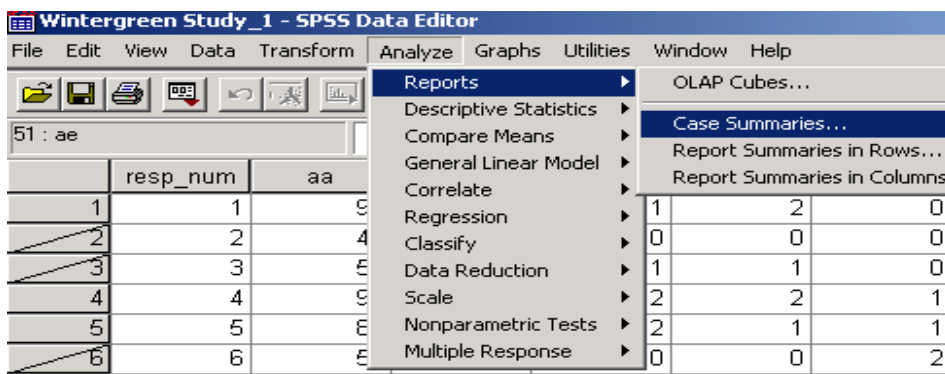 Wintergreen Study_1 - SPSS Data Editor
File Edit View Data Transform Analyze Graphs Utilities Window Help
51 : ae
Reports
Descriptive Statistics
Compare Means
General Linear Model
Correlate
Regression
Classify
Data Reduction
Scale
Nonparametric Tests
Multiple Response
OLAP Cubes...
Case Summaries...
Report Summaries in Rows...
Report Summaries in Columns
resp_num aa
1 1 9 1 2 0
2 2 4 0 0 0
3 3 5 1 1 0
4 4 9 2 2 1
5 5 8 2 1 1
6 6 5 0 0 2